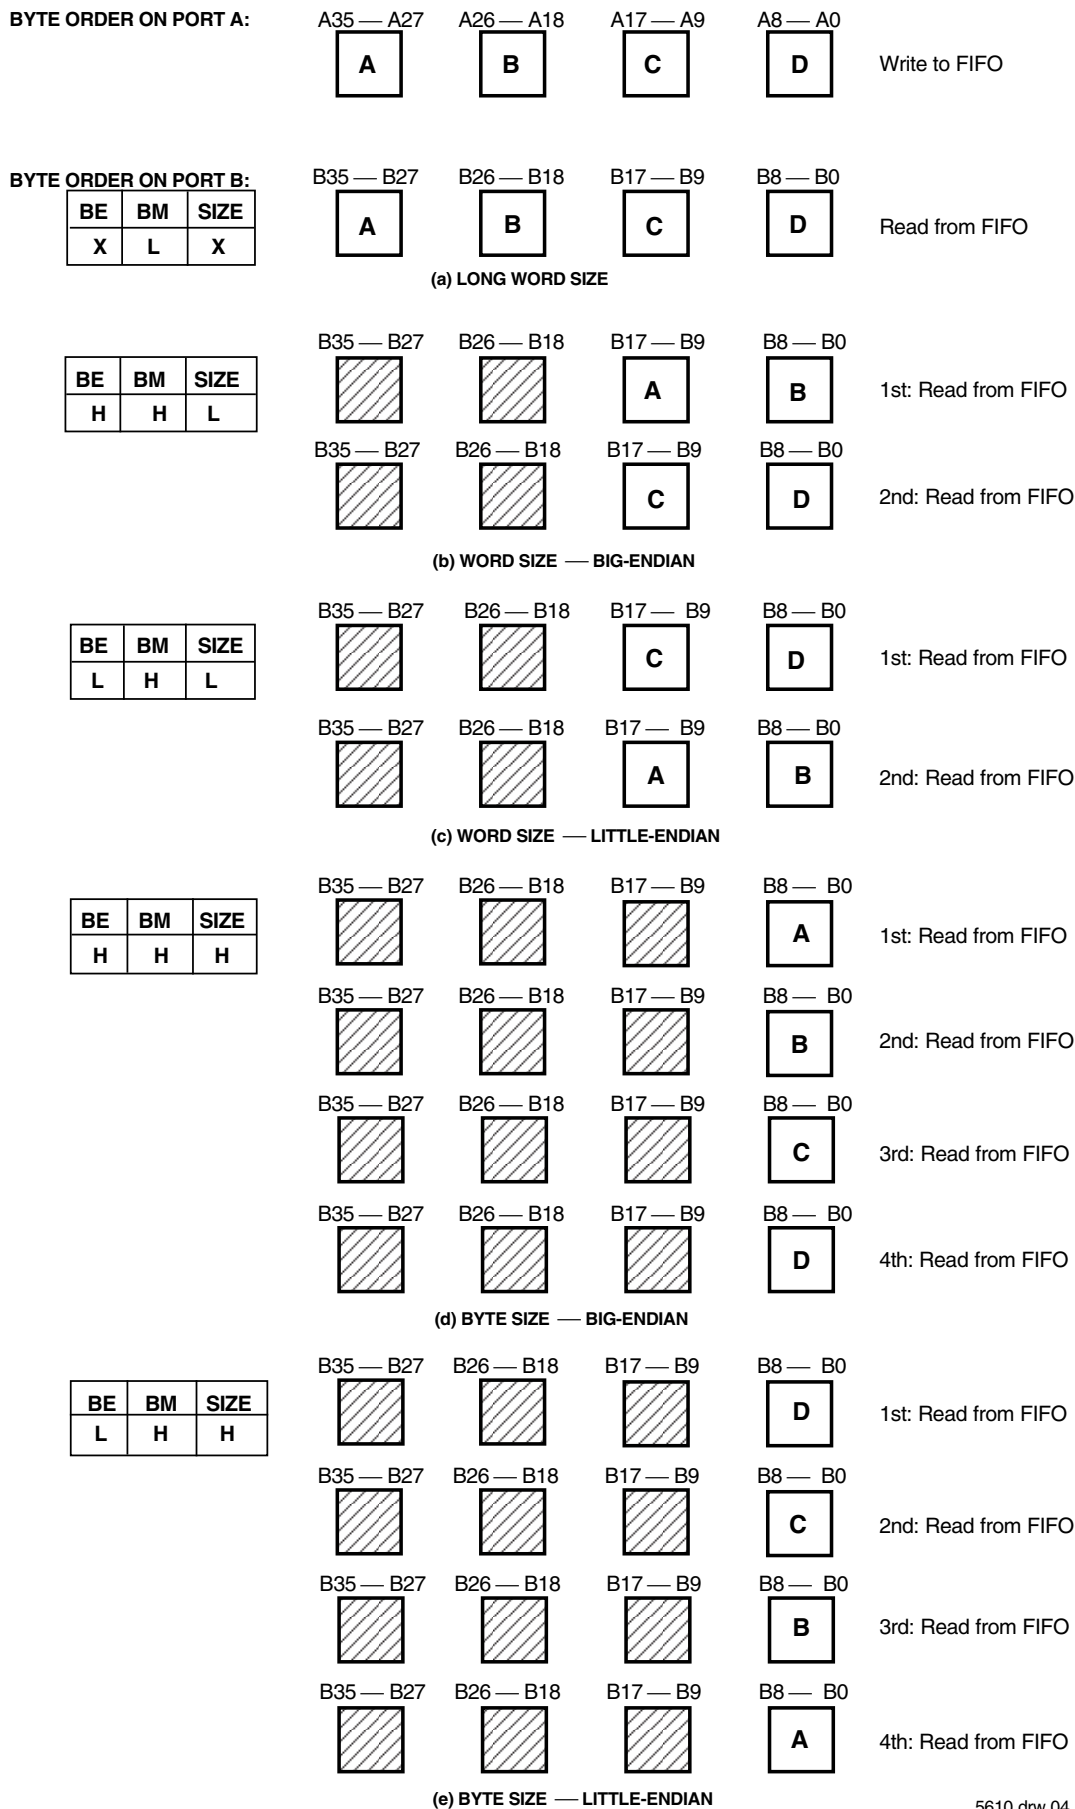 BYTE ORDER ON PORT A: A35 — A27 A26 — A18 A17 — A9 A8 — A0
A B C D Write to FIFO
BYTE ORDER ON PORT B: B35 — B27 B26 — B18 B17 — B9 B8 — B0
BE BM SIZE
A B C D Read from FIFO
X L X
(a) LONG WORD SIZE
B35 — B27 B26 — B18 B17 — B9 B8 — B0
BE BM SIZE
A B 1st: Read from FIFO
H H L
B35 — B27 B26 — B18 B17 — B9 B8 — B0
C D 2nd: Read from FIFO
(b) WORD SIZE — BIG-ENDIAN
B35 — B27 B26 — B18 B17 — B9 B8 — B0
BE BM SIZE
C D 1st: Read from FIFO
L H L
B35 — B27 B26 — B18 B17 — B9 B8 — B0
A B 2nd: Read from FIFO
(c) WORD SIZE — LITTLE-ENDIAN
B35 — B27 B26 — B18 B17 — B9 B8 — B0
BE BM SIZE
A 1st: Read from FIFO
H H H
B35 — B27 B26 — B18 B17 — B9 B8 — B0
B 2nd: Read from FIFO
B35 — B27 B26 — B18 B17 — B9 B8 — B0
C 3rd: Read from FIFO
B35 — B27 B26 — B18 B17 — B9 B8 — B0
D 4th: Read from FIFO
(d) BYTE SIZE — BIG-ENDIAN
B35 — B27 B26 — B18 B17 — B9 B8 — B0
BE BM SIZE
D 1st: Read from FIFO
L H H
B35 — B27 B26 — B18 B17 — B9 B8 — B0
C 2nd: Read from FIFO
B35 — B27 B26 — B18 B17 — B9 B8 — B0
B 3rd: Read from FIFO
B35 — B27 B26 — B18 B17 — B9 B8 — B0
A 4th: Read from FIFO
(e) BYTE SIZE — LITTLE-ENDIAN
5610 drw 04